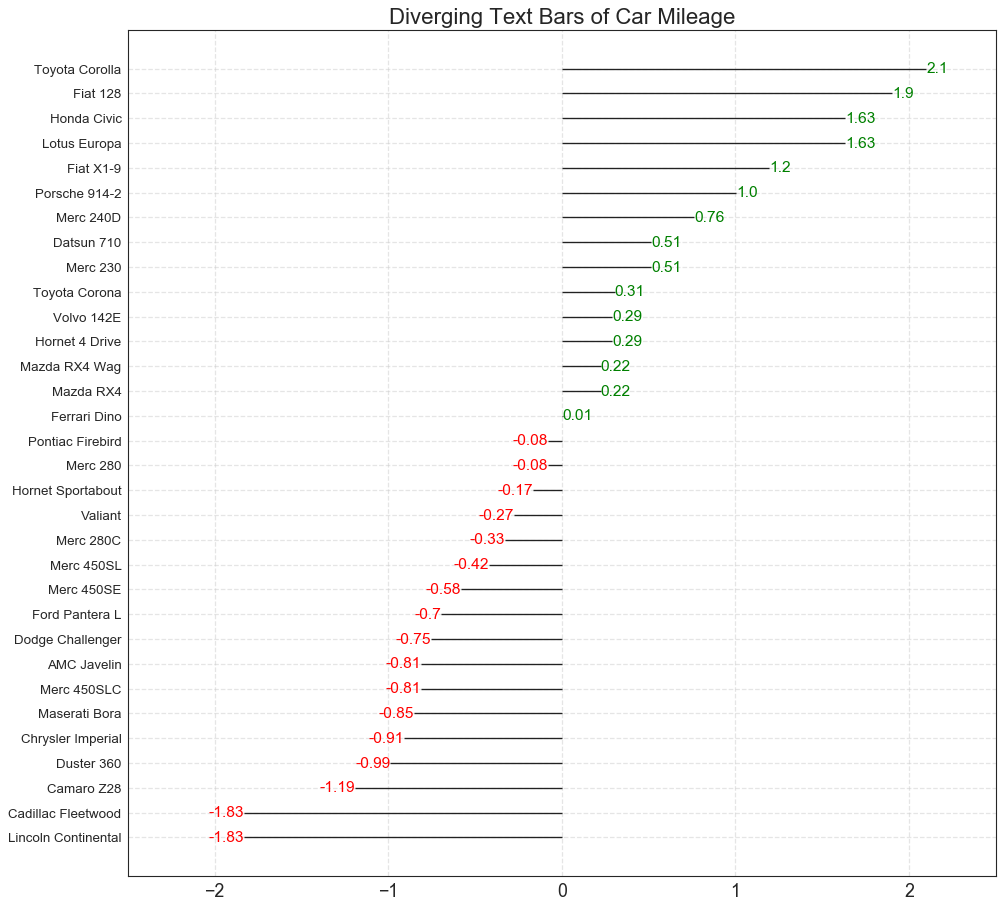 Diverging Text Bars of Car Mileage
Toyota Corolla 2.1
Fiat 128 1.9
Honda Civic 1.63
Lotus Europa 1.63
Fiat X1-9 1.2
Porsche 914-2 1.0
Merc 240D 0.76
Datsun 710 0.51
Merc 230 0.51
Toyota Corona 0.31
Volvo 142E 0.29
Hornet 4 Drive 0.29
Mazda RX4 Wag 0.22
Mazda RX4 0.22
Ferrari Dino 0.01
Pontiac Firebird -0.08
Merc 280 -0.08
Hornet Sportabout -0.17
Valiant -0.27
Merc 280C -0.33
Merc 450SL -0.42
Merc 450SE -0.58
Ford Pantera L -0.7
Dodge Challenger -0.75
AMC Javelin -0.81
Merc 450SLC -0.81
Maserati Bora -0.85
Chrysler Imperial -0.91
Duster 360 -0.99
Camaro Z28 -1.19
Cadillac Fleetwood -1.83
Lincoln Continental -1.83
−2 −1 0 1 2